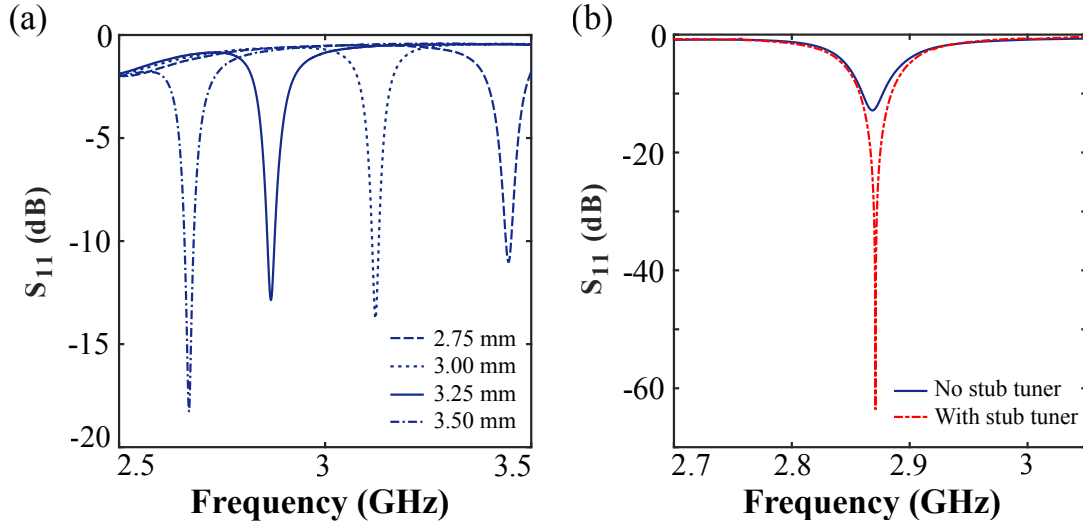 (a)
0
-5
-10
-15
-20
S11 (dB)
2.75 mm
3.00 mm
3.25 mm
3.50 mm
2.5
3
3.5
Frequency (GHz)
(b)
0
-20
-40
-60
S11 (dB)
No stub tuner
With stub tuner
2.7
2.8
2.9
3
Frequency (GHz)